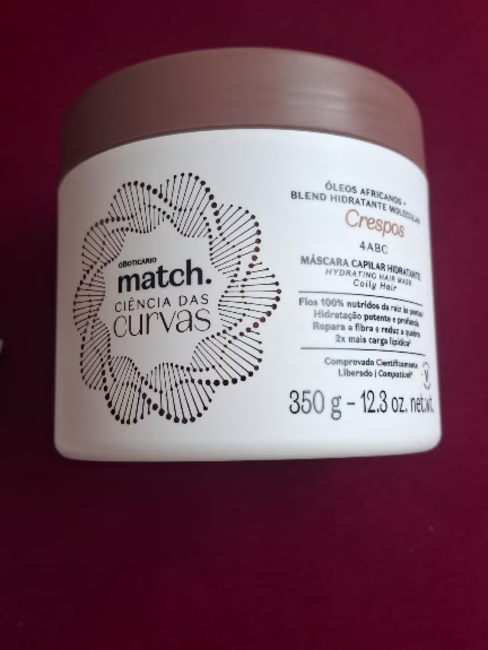 OBOTICÁRIO
match.
CIÊNCIA DAS
curvas
ÓLEOS AFRICANOS +
BLEND HIDRATANTE MOLECULAR
Crespos
4ABC
MÁSCARA CAPILAR HIDRATANTE
HYDRATING HAIR MASK
Coily Hair
Fios 100% nutridos da raiz às pontas
Hidratação potente e profunda
Repara a fibra e reduz a quebra
2x mais carga lipídica²
Comprovado Cientificamente
Liberado | Compatível³
350 g – 12.3 oz. net.wt.